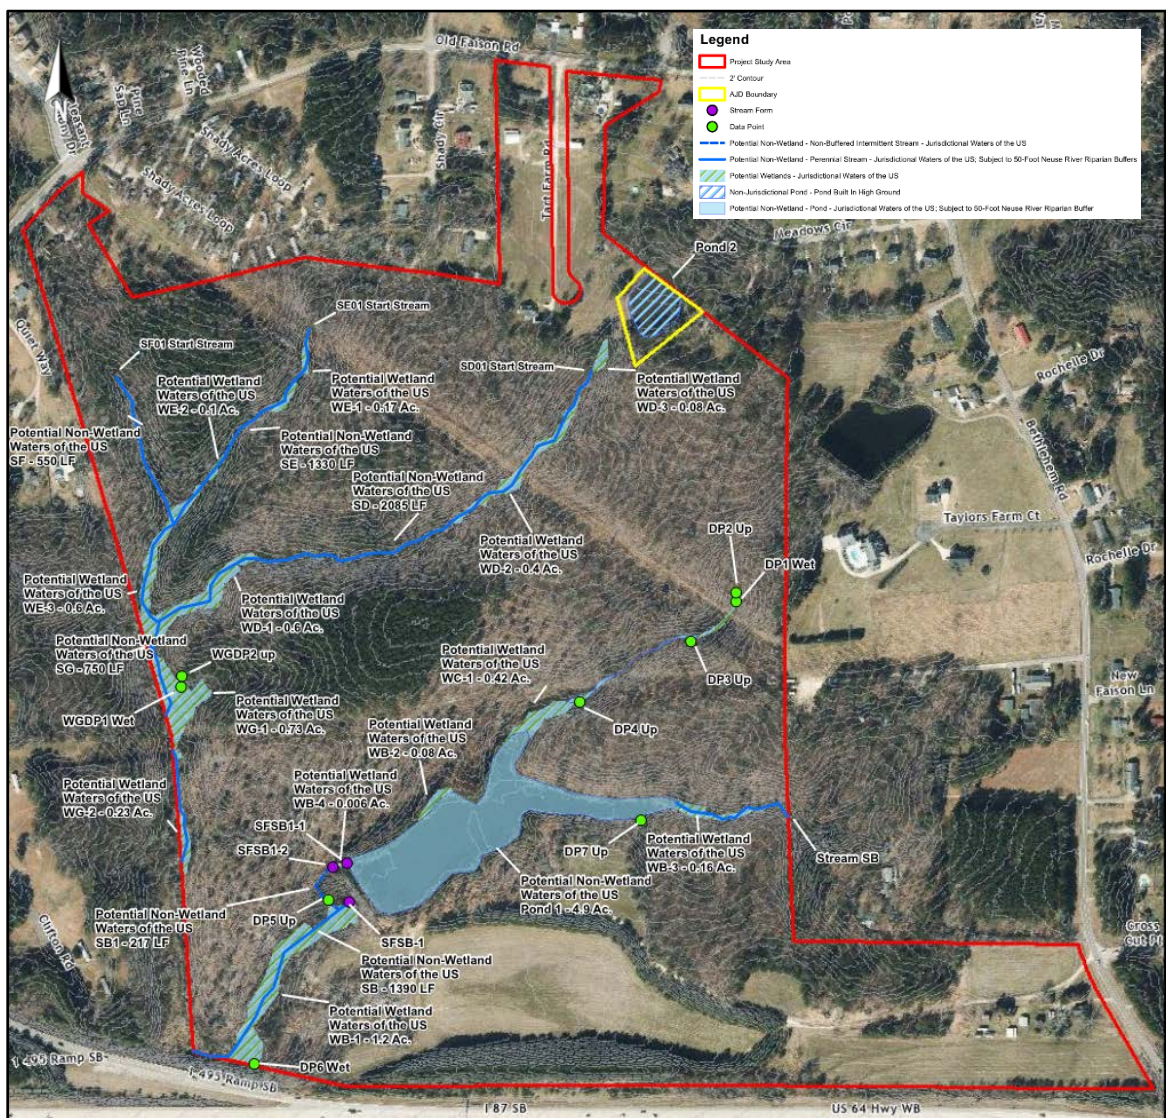 Old Faison Rd
Wooded
Pine Ln
Pine
Sap Ln
Pleasant
Shady Cir
Shady Acres Loop
Shady Acres Loop
Tart Farm Rd
N
Legend
Project Study Area
2' Contour
AJD Boundary
Stream Form
Data Point
Potential Non-Wetland - Non-Buffered Intermittent Stream - Jurisdictional Waters of the US
Potential Non-Wetland - Perennial Stream - Jurisdictional Waters of the US; Subject to 50-Foot Neuse River Riparian Buffers
Potential Wetlands - Jurisdictional Waters of the US
Non-Jurisdictional Pond - Pond Built In High Ground
Potential Non-Wetland - Pond - Jurisdictional Waters of the US; Subject to 50-Foot Neuse River Riparian Buffer
Meadows Cir
Pond 2
SE01 Start Stream
Quiet Way
SF01 Start Stream
SD01 Start Stream
Rochelle Dr
Potential Wetland
Waters of the US
WE-2 - 0.1 Ac.
Potential Wetland
Waters of the US
WE-1 - 0.17 Ac.
Potential Wetland
Waters of the US
WD-3 - 0.08 Ac.
Potential Non-Wetland
Waters of the US
SF - 550 LF
Potential Non-Wetland
Waters of the US
SE - 1330 LF
Bethlehem Rd
Potential Non-Wetland
Waters of the US
SD - 2085 LF
Taylors Farm Ct
DP2 Up
Potential Wetland
Waters of the US
WD-2 - 0.4 Ac.
Rochelle Dr
DP1 Wet
Potential Wetland
Waters of the US
WE-3 - 0.6 Ac.
Potential Wetland
Waters of the US
WD-1 - 0.6 Ac.
Potential Non-Wetland
Waters of the US
SG - 750 LF
WGDP2 up
Potential Wetland
Waters of the US
WC-1 - 0.42 Ac.
DP3 Up
New
Faison Ln
WGDP1 Wet
Potential Wetland
Waters of the US
WG-1 - 0.73 Ac.
DP4 Up
Potential Wetland
Waters of the US
WB-2 - 0.08 Ac.
Potential Wetland
Waters of the US
WG-2 - 0.23 Ac.
Potential Wetland
Waters of the US
WB-4 - 0.006 Ac.
SFSB1-1
SFSB1-2
DP7 Up
Potential Wetland
Waters of the US
WB-3 - 0.16 Ac.
Stream SB
Potential Non-Wetland
Waters of the US
Pond 1 - 4.9 Ac.
Potential Non-Wetland
Waters of the US
SB1 - 217 LF
DP5 Up
SFSB-1
Clifton Rd
Cross
Cut Pl
Potential Non-Wetland
Waters of the US
SB - 1390 LF
Potential Wetland
Waters of the US
WB-1 - 1.2 Ac.
DP6 Wet
I 495 Ramp SB
I 495 Ramp SB
I 87 SB
US 64 Hwy WB